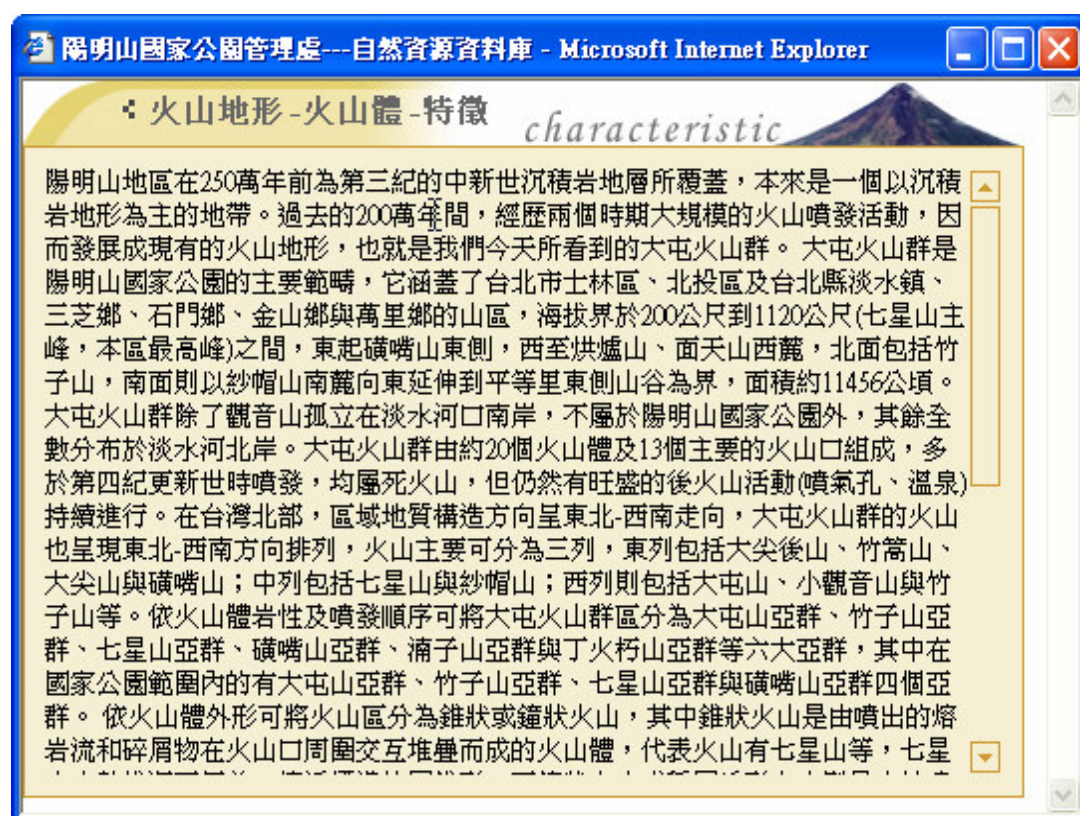 陽明山國家公園管理處---自然資源資料庫 - Microsoft Internet Explorer
火山地形-火山體-特徵 characteristic
陽明山地區在250萬年前為第三紀的中新世沉積岩地層所覆蓋，本來是一個以沉積
岩地形為主的地帶。過去的200萬年間，經歷兩個時期大規模的火山噴發活動，因
而發展成現有的火山地形，也就是我們今天所看到的大屯火山群。 大屯火山群是
陽明山國家公園的主要範疇，它涵蓋了台北市士林區、北投區及台北縣淡水鎮、
三芝鄉、石門鄉、金山鄉與萬里鄉的山區，海拔界於200公尺到1120公尺(七星山主
峰，本區最高峰)之間，東起磺嘴山東側，西至烘爐山、面天山西麓，北面包括竹
子山，南面則以紗帽山南麓向東延伸到平等里東側山谷為界，面積約11456公頃。
大屯火山群除了觀音山孤立在淡水河口南岸，不屬於陽明山國家公園外，其餘全
數分布於淡水河北岸。大屯火山群由約20個火山體及13個主要的火山口組成，多
於第四紀更新世時噴發，均屬死火山，但仍然有旺盛的後火山活動(噴氣孔、溫泉)
持續進行。在台灣北部，區域地質構造方向呈東北-西南走向，大屯火山群的火山
也呈現東北-西南方向排列，火山主要可分為三列，東列包括大尖後山、竹篙山、
大尖山與磺嘴山；中列包括七星山與紗帽山；西列則包括大屯山、小觀音山與竹
子山等。依火山體岩性及噴發順序可將大屯火山群區分為大屯山亞群、竹子山亞
群、七星山亞群、磺嘴山亞群、湳子山亞群與丁火朽山亞群等六大亞群，其中在
國家公園範圍內的有大屯山亞群、竹子山亞群、七星山亞群與磺嘴山亞群四個亞
群。 依火山體外形可將火山區分為錐狀或鐘狀火山，其中錐狀火山是由噴出的熔
岩流和碎屑物在火山口周圍交互堆疊而成的火山體，代表火山有七星山等，七星